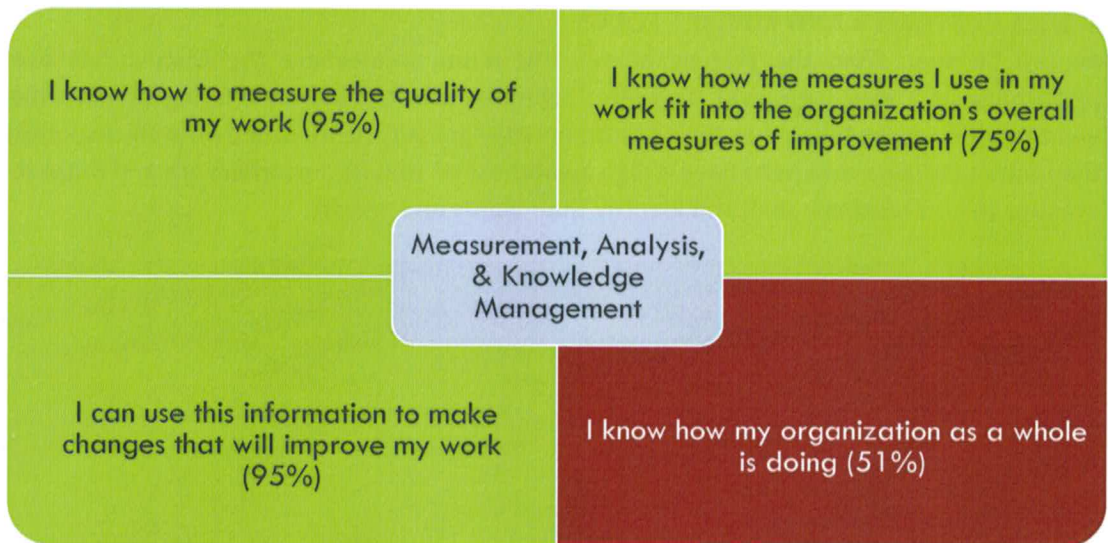 I know how to measure the quality of
my work (95%)
I know how the measures I use in my
work fit into the organization's overall
measures of improvement (75%)
Measurement, Analysis,
& Knowledge
Management
I can use this information to make
changes that will improve my work
(95%)
I know how my organization as a whole
is doing (51%)